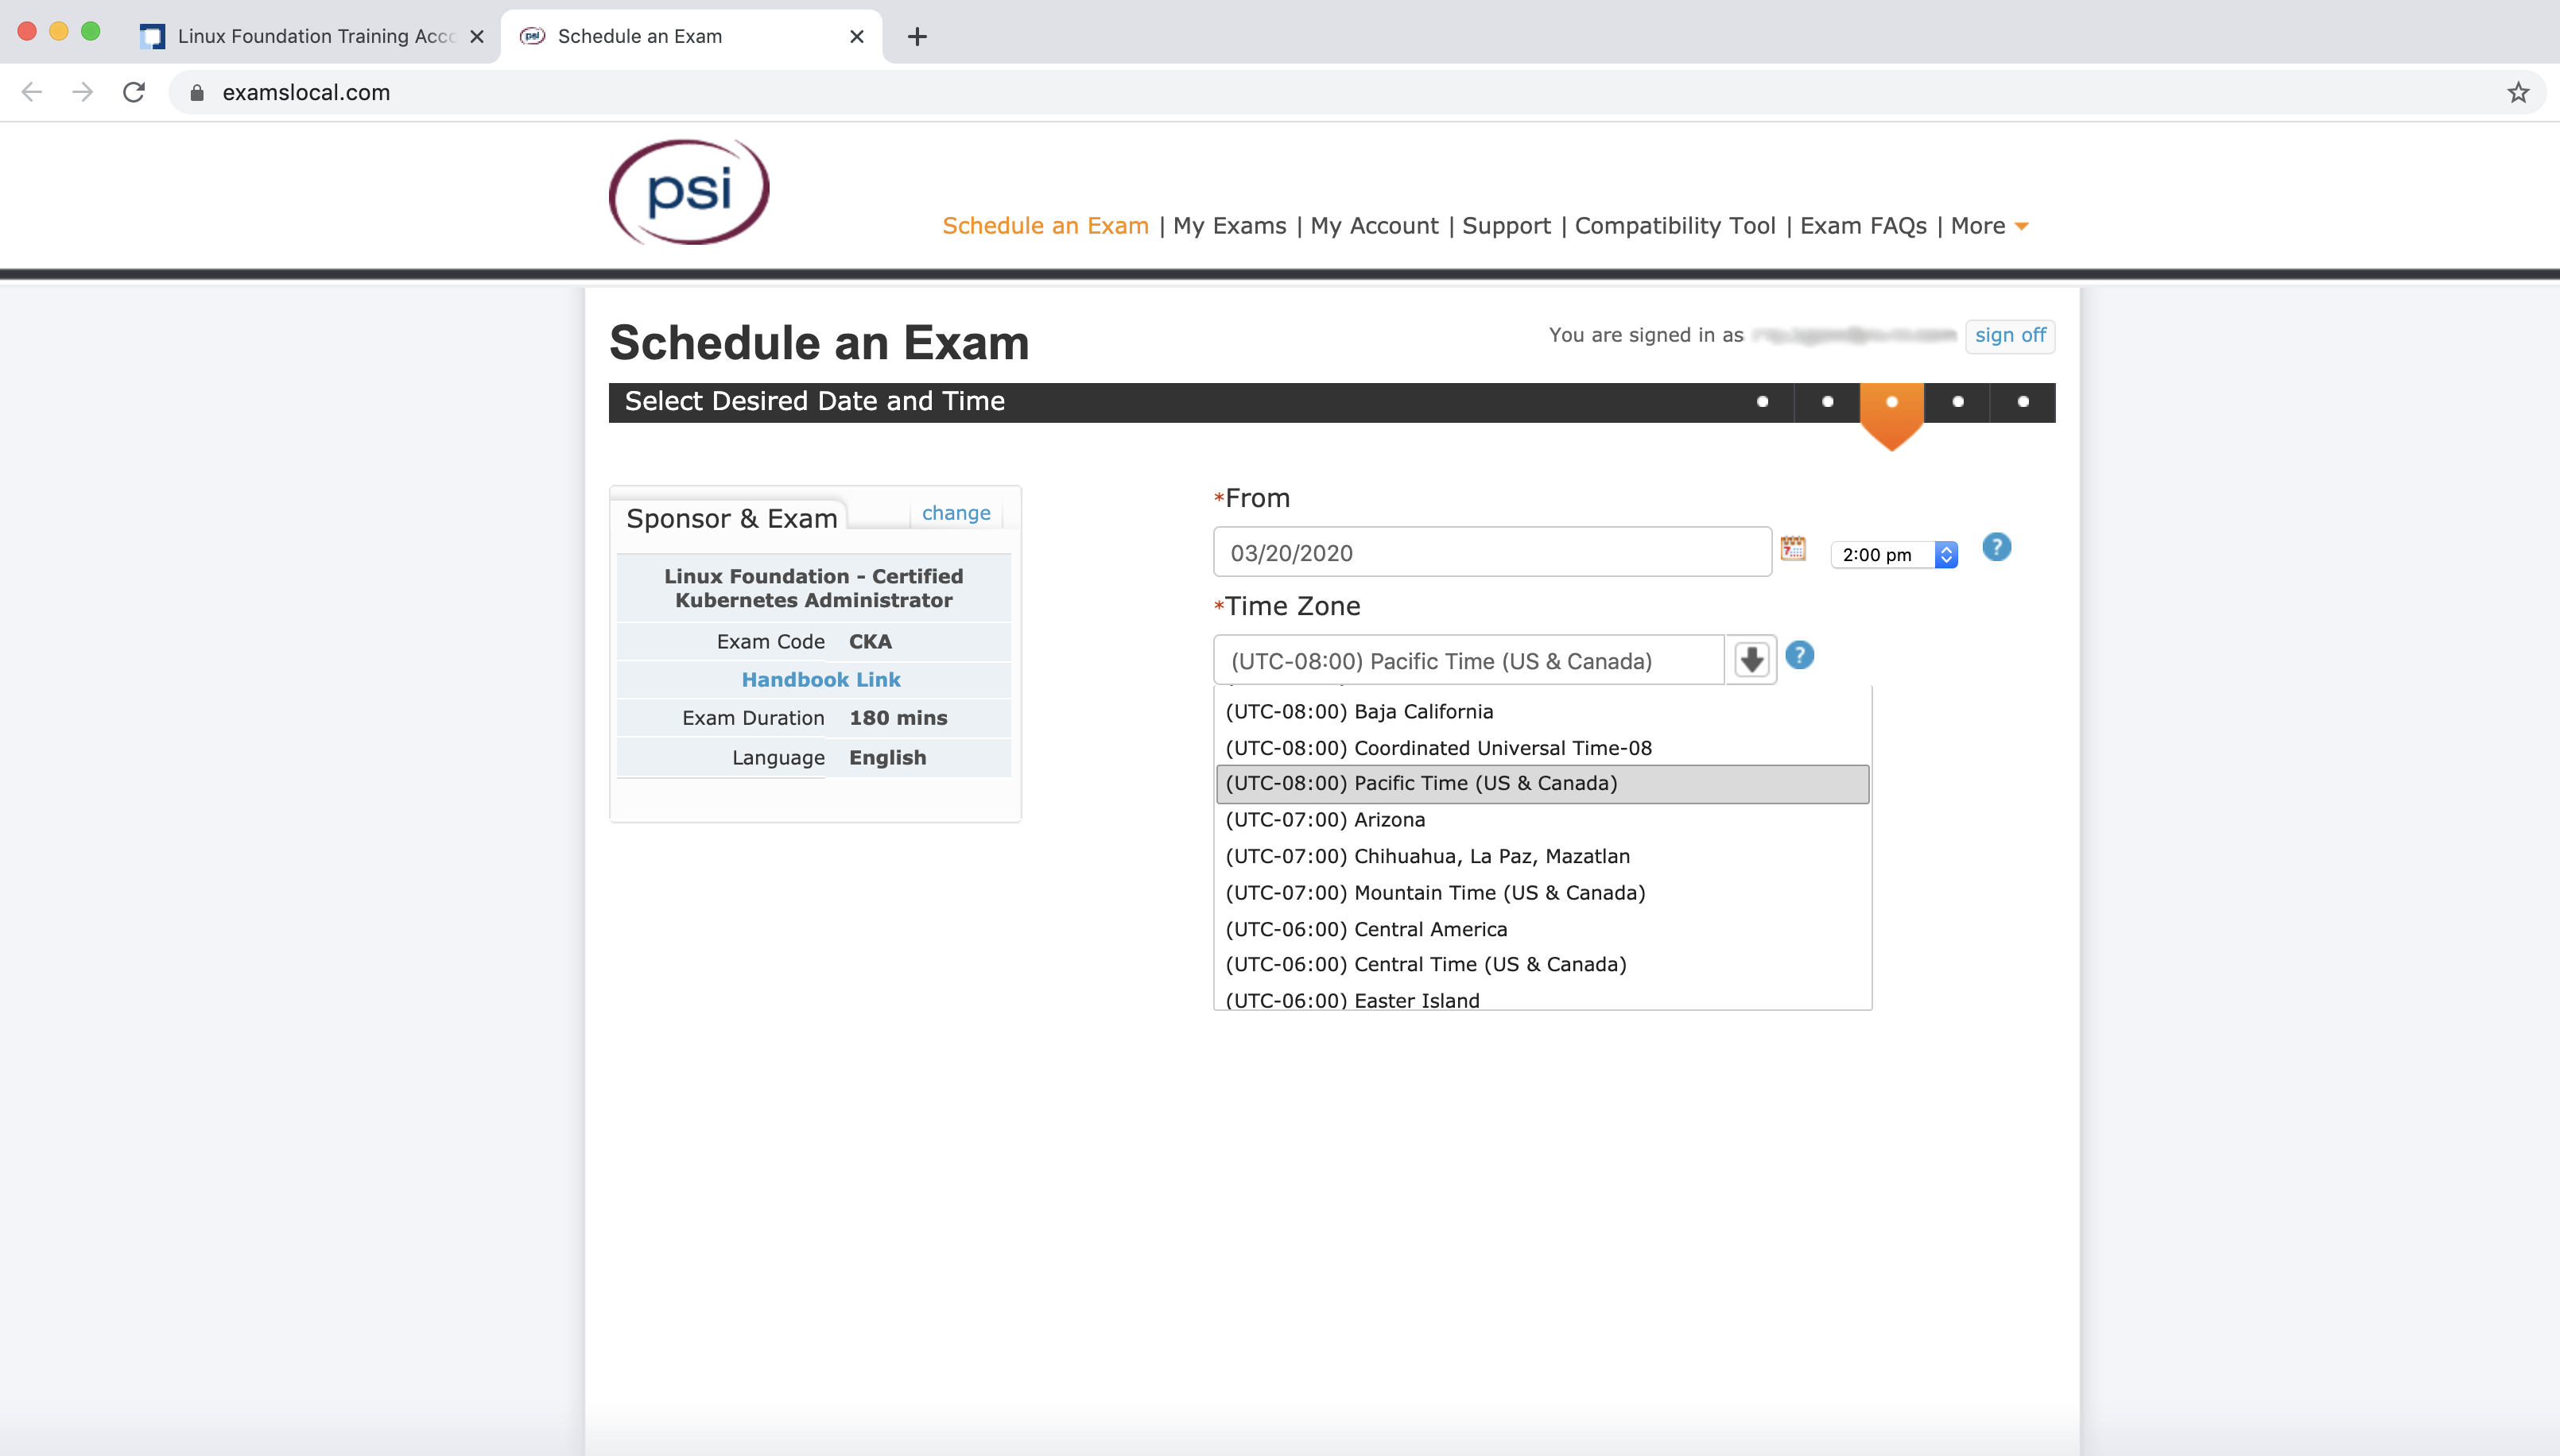 Linux Foundation Training Acco
Schedule an Exam
examslocal.com
psi
Schedule an Exam | My Exams | My Account | Support | Compatibility Tool | Exam FAQs | More
Schedule an Exam
You are signed in as
sign off
Select Desired Date and Time
Sponsor & Exam
change
Linux Foundation - Certified
Kubernetes Administrator
Exam Code CKA
Handbook Link
Exam Duration 180 mins
Language English
*From
03/20/2020
2:00 pm
?
*Time Zone
(UTC-08:00) Pacific Time (US & Canada)
?
(UTC-08:00) Baja California
(UTC-08:00) Coordinated Universal Time-08
(UTC-08:00) Pacific Time (US & Canada)
(UTC-07:00) Arizona
(UTC-07:00) Chihuahua, La Paz, Mazatlan
(UTC-07:00) Mountain Time (US & Canada)
(UTC-06:00) Central America
(UTC-06:00) Central Time (US & Canada)
(UTC-06:00) Easter Island